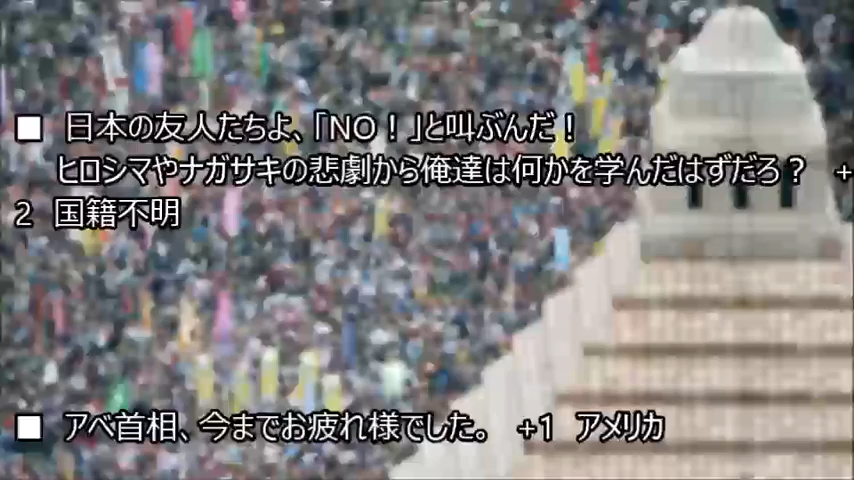 ■ 日本の友人たちよ、「NO！」と叫ぶんだ！
ヒロシマやナガサキの悲劇から俺達は何かを学んだはずだろ？ +
2 国籍不明
■ アベ首相、今までお疲れ様でした。 +1 アメリカ